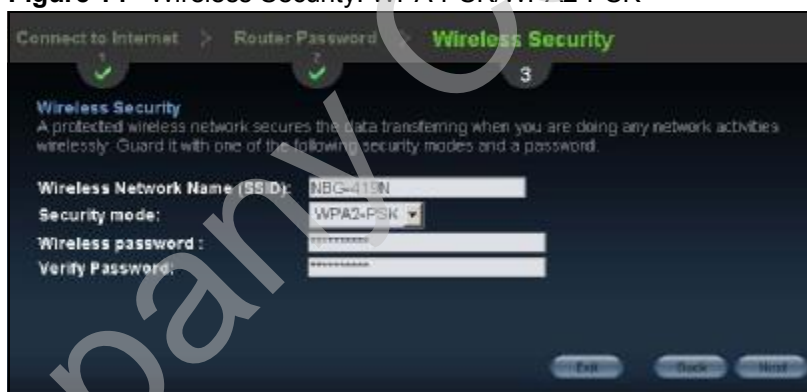 Wireless Security: WPA-PSK/WPA2-PSK
Connect to Internet > Router Password > Wireless Security
1 2 3
Wireless Security
A protected wireless network secures the data transferring when you are doing any network activities
wirelessly. Guard it with one of the following security modes and a password.
Wireless Network Name (SSID): NBG-419N
Security mode: WPA2-PSK
Wireless password : **********
Verify Password: **********
Exit Back Next
pany C